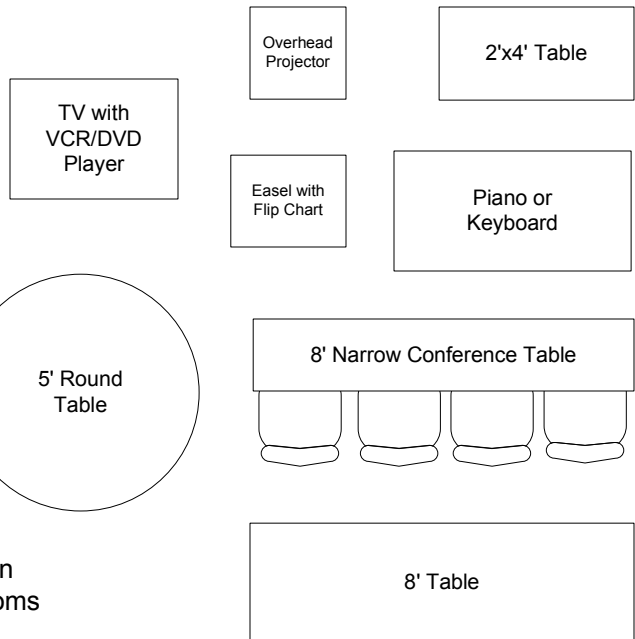 Overhead
Projector
2'x4' Table
TV with
VCR/DVD
Player
Easel with
Flip Chart
Piano or
Keyboard
8' Narrow Conference Table
5' Round
Table
8' Table